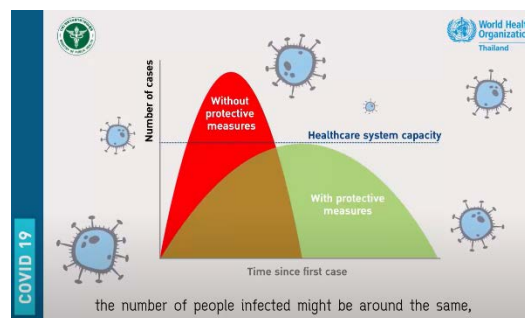 World Health
Organization
Thailand
Number of cases
Without
protective
measures
Healthcare system capacity
With protective
measures
Time since first case
COVID 19
the number of people infected might be around the same,